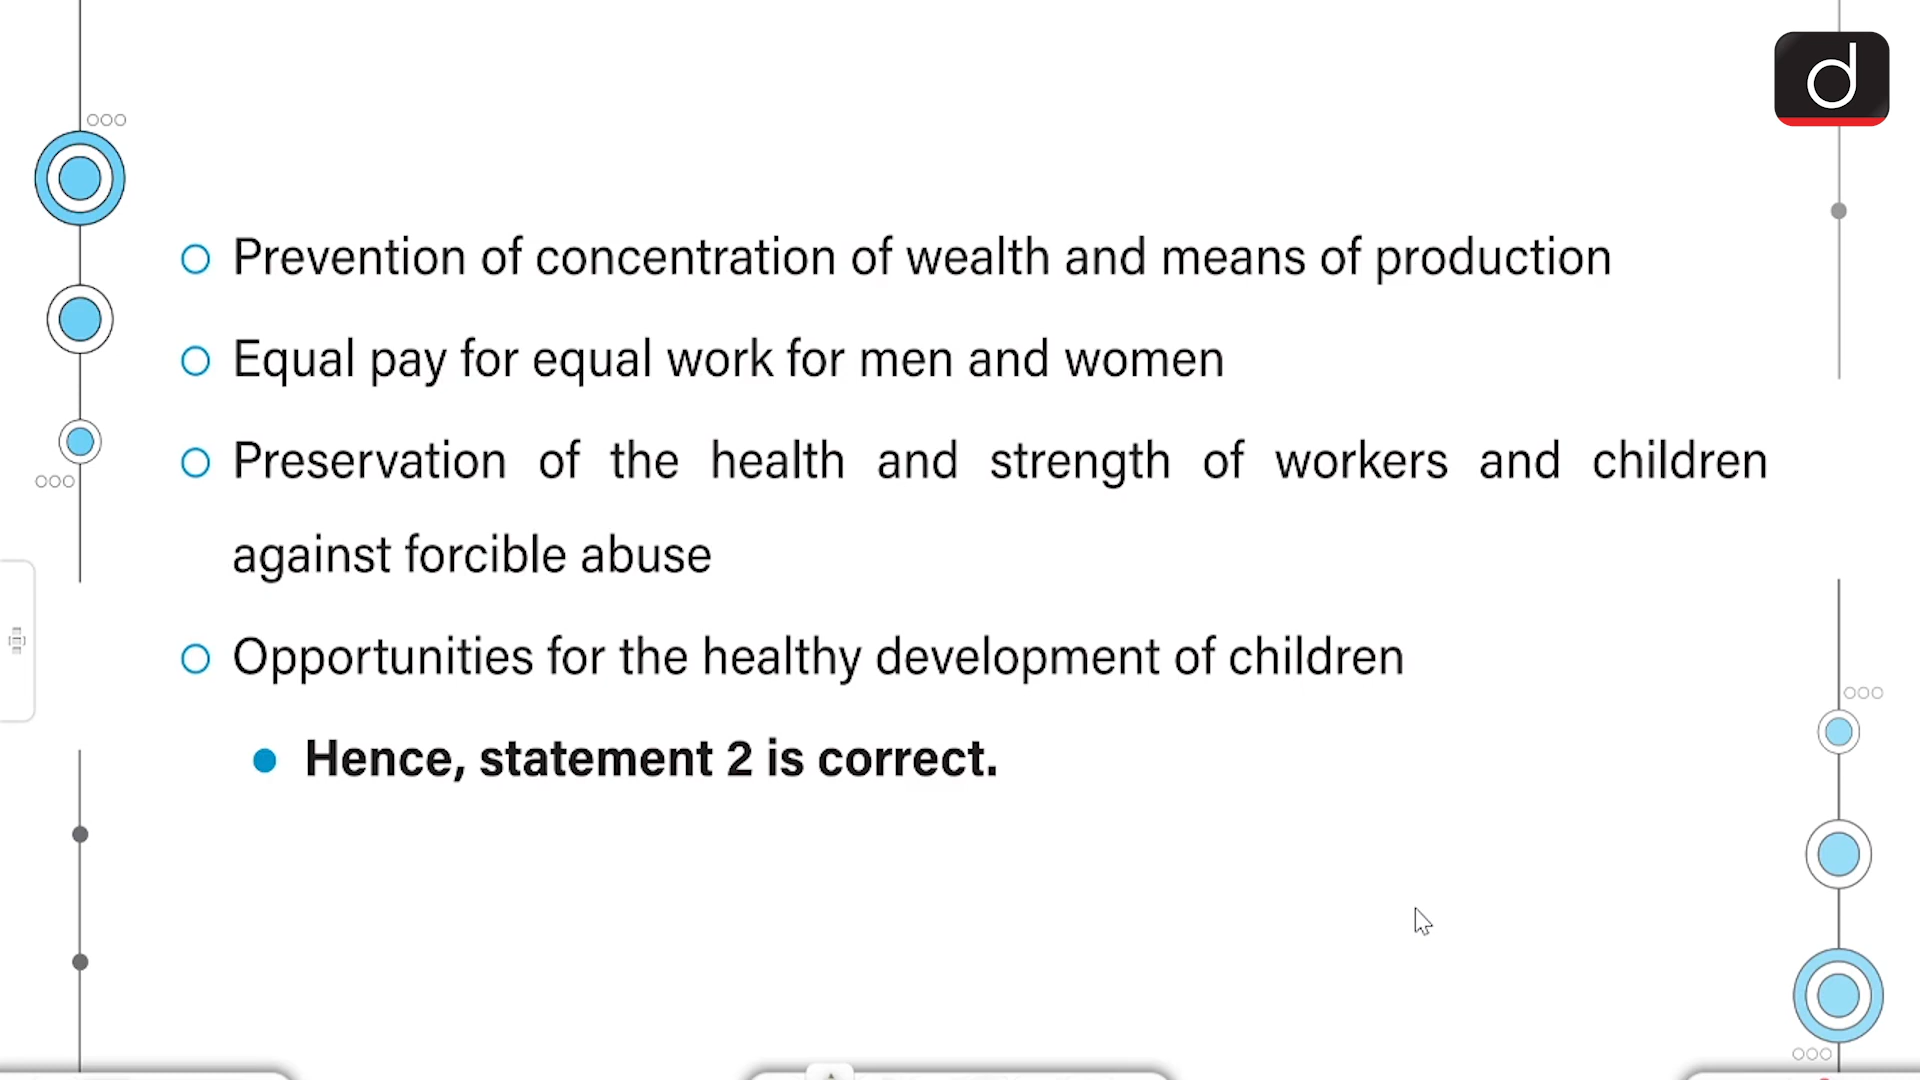 d
Prevention of concentration of wealth and means of production
Equal pay for equal work for men and women
Preservation of the health and strength of workers and children
against forcible abuse
Opportunities for the healthy development of children
Hence, statement 2 is correct.